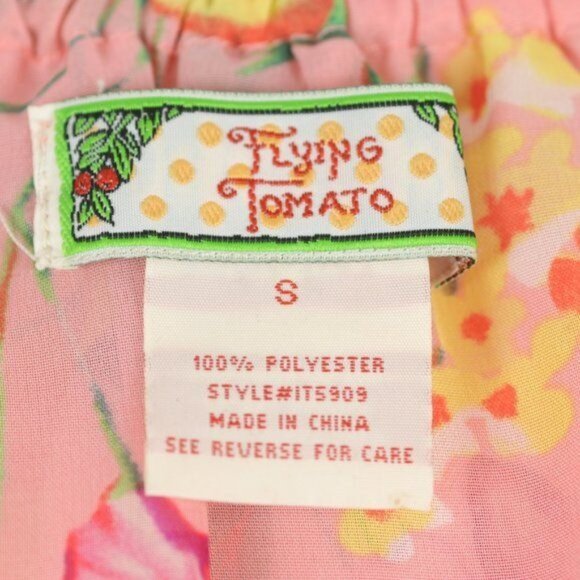 FLYING
TOMATO
S
100% POLYESTER
STYLE#IT5909
MADE IN CHINA
SEE REVERSE FOR CARE